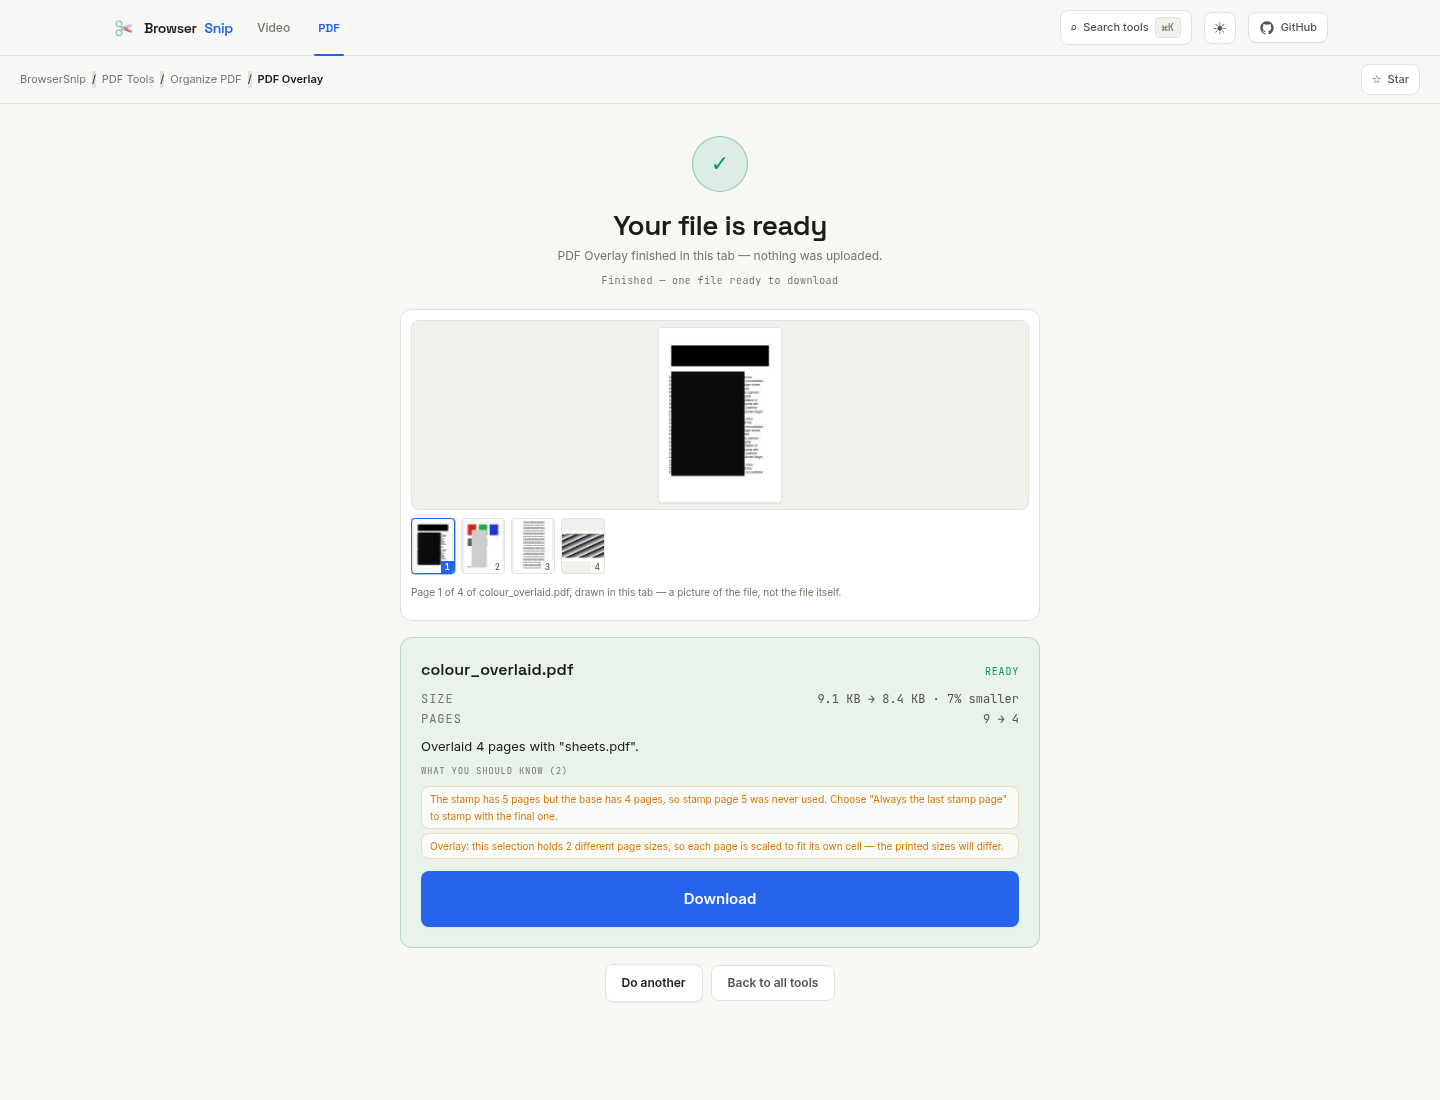 Browser Snip
Video
PDF
Search tools
⌘K
GitHub
BrowserSnip / PDF Tools / Organize PDF / PDF Overlay
☆ Star
✓
Your file is ready
PDF Overlay finished in this tab — nothing was uploaded.
Finished — one file ready to download
1
2
3
4
Page 1 of 4 of colour_overlaid.pdf, drawn in this tab — a picture of the file, not the file itself.
colour_overlaid.pdf
READY
SIZE
9.1 KB → 8.4 KB · 7% smaller
PAGES
9 → 4
Overlaid 4 pages with "sheets.pdf".
WHAT YOU SHOULD KNOW (2)
The stamp has 5 pages but the base has 4 pages, so stamp page 5 was never used. Choose "Always the last stamp page"
to stamp with the final one.
Overlay: this selection holds 2 different page sizes, so each page is scaled to fit its own cell — the printed sizes will differ.
Download
Do another
Back to all tools